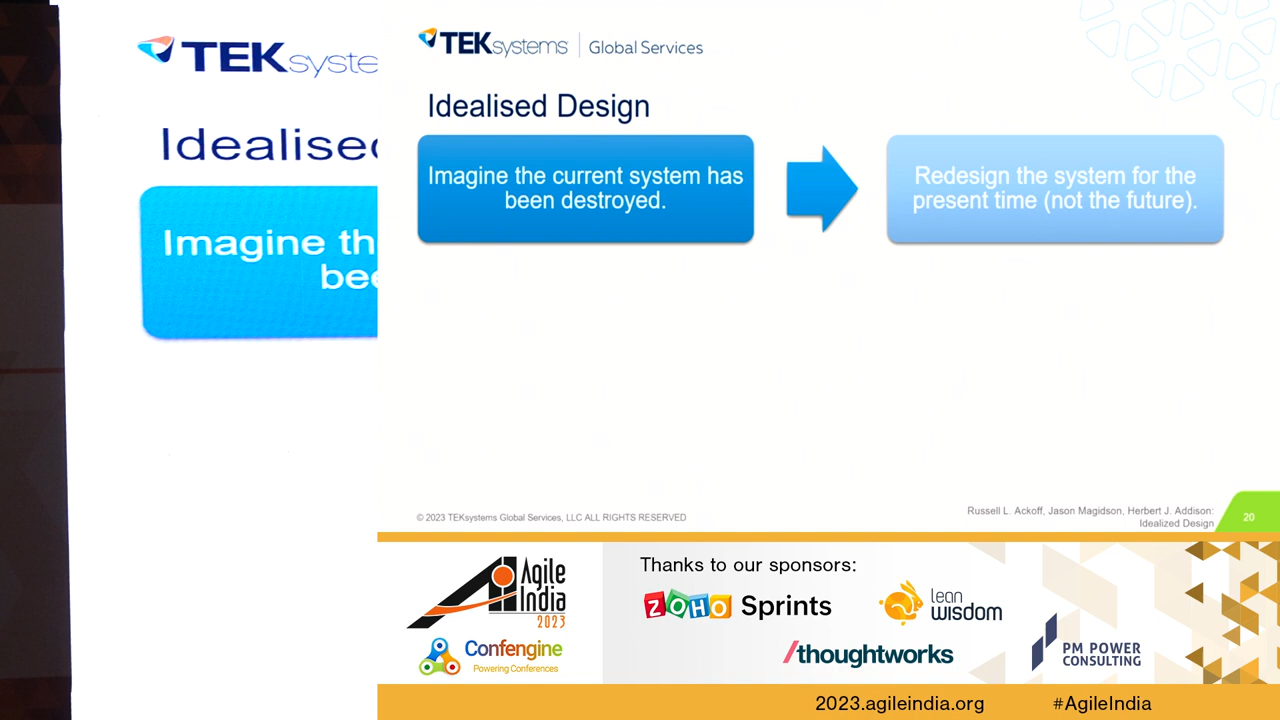 TEKsyste
Idealise
Imagine th
bee
TEKsystems | Global Services
Idealised Design
Imagine the current system has
been destroyed.
Redesign the system for the
present time (not the future).
© 2023 TEKsystems Global Services, LLC ALL RIGHTS RESERVED
Russell L. Ackoff, Jason Magidson, Herbert J. Addison:
Idealized Design
20
Agile
India
2023
Confengine
Powering Conferences
Thanks to our sponsors:
ZOHO Sprints
lean
wisdom
/thoughtworks
PM POWER
CONSULTING
2023.agileindia.org
#AgileIndia